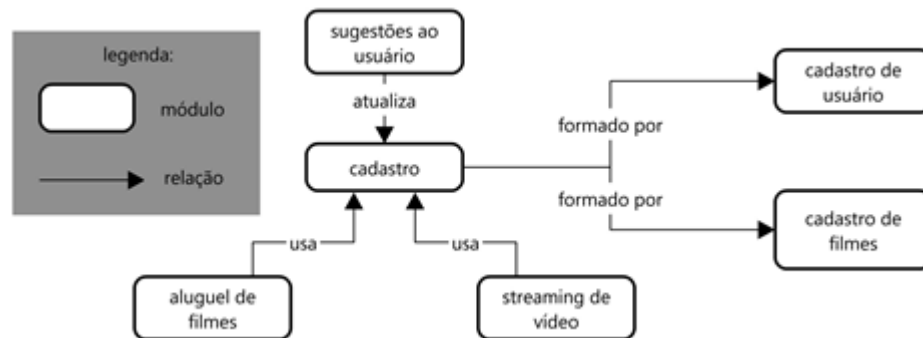 legenda:
módulo
relação
sugestões ao
usuário
atualiza
cadastro
formado por
formado por
cadastro de
usuário
cadastro de
filmes
usa
usa
aluguel de
filmes
streaming de
vídeo